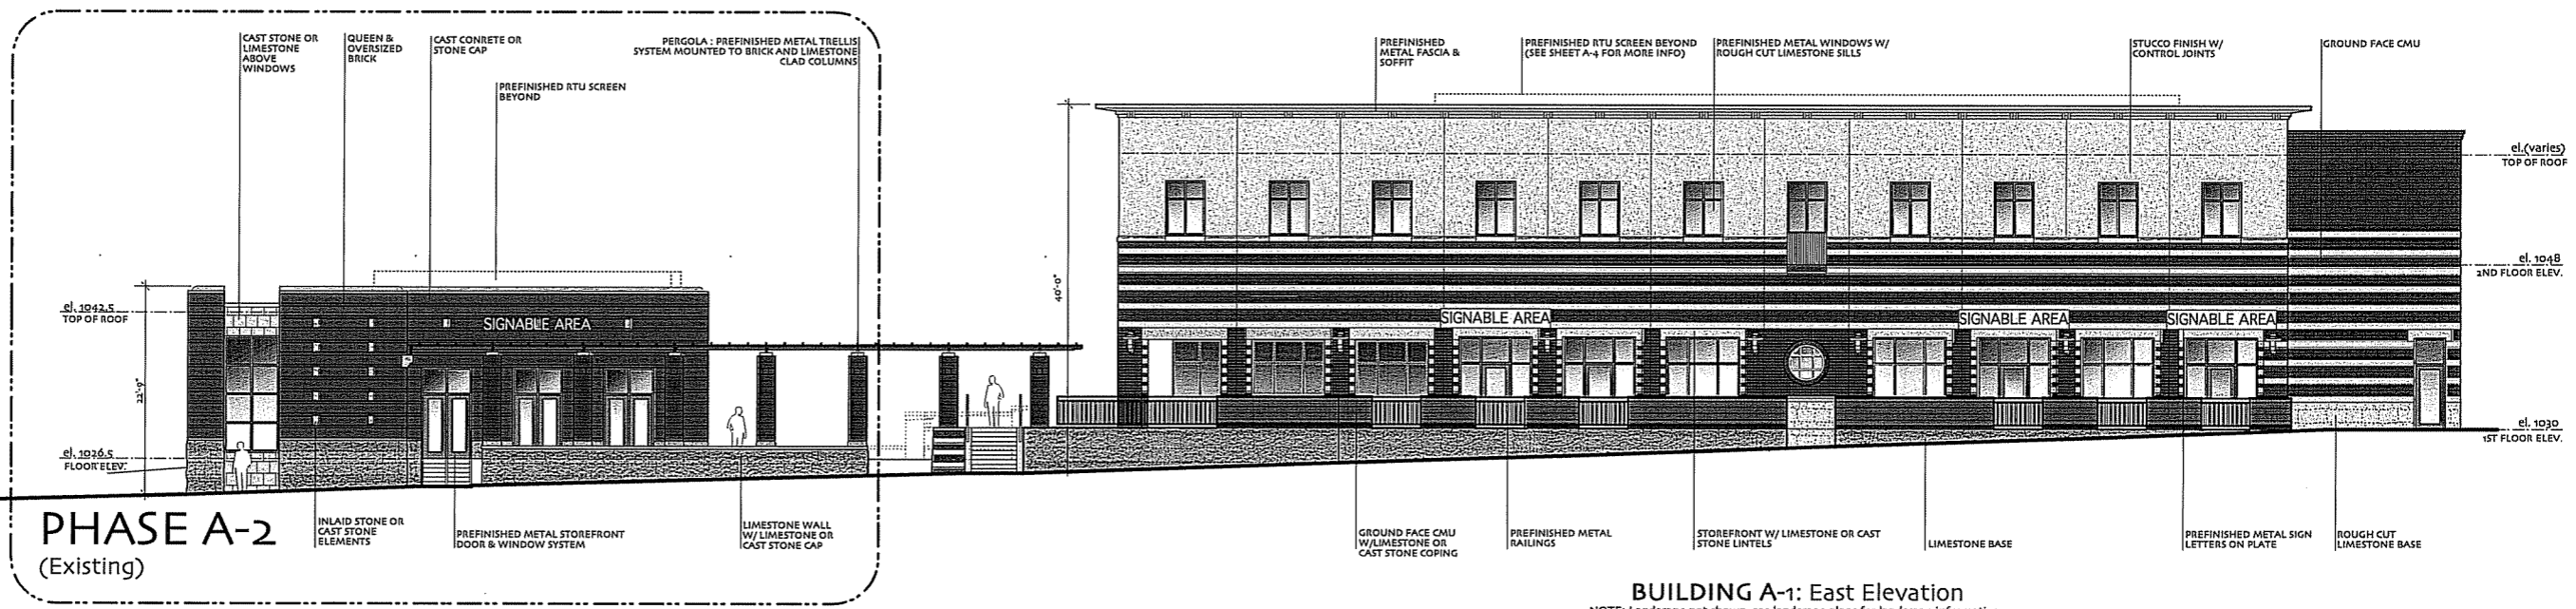 CAST STONE OR
LIMESTONE
ABOVE
WINDOWS
QUEEN &
OVERSIZED
BRICK
CAST CONRETE OR
STONE CAP
PREFINISHED RTU SCREEN
BEYOND
PERGOLA : PREFINISHED METAL TRELLIS
SYSTEM MOUNTED TO BRICK AND LIMESTONE
CLAD COLUMNS
PREFINISHED
METAL FASCIA &
SOFFIT
PREFINISHED RTU SCREEN BEYOND
(SEE SHEET A-4 FOR MORE INFO)
PREFINISHED METAL WINDOWS W/
ROUGH CUT LIMESTONE SILLS
STUCCO FINISH W/
CONTROL JOINTS
GROUND FACE CMU
el.(varies)
TOP OF ROOF
el. 1048
2ND FLOOR ELEV.
el. 1030
1ST FLOOR ELEV.
40'-0"
el. 1042.5
TOP OF ROOF
22'-9"
el. 1026.5
FLOOR ELEV.
SIGNABLE AREA
SIGNABLE AREA
SIGNABLE AREA
SIGNABLE AREA
PHASE A-2
(Existing)
INLAID STONE OR
CAST STONE
ELEMENTS
PREFINISHED METAL STOREFRONT
DOOR & WINDOW SYSTEM
LIMESTONE WALL
W/ LIMESTONE OR
CAST STONE CAP
GROUND FACE CMU
W/LIMESTONE OR
CAST STONE COPING
PREFINISHED METAL
RAILINGS
STOREFRONT W/ LIMESTONE OR CAST
STONE LINTELS
LIMESTONE BASE
PREFINISHED METAL SIGN
LETTERS ON PLATE
ROUGH CUT
LIMESTONE BASE
BUILDING A-1: East Elevation